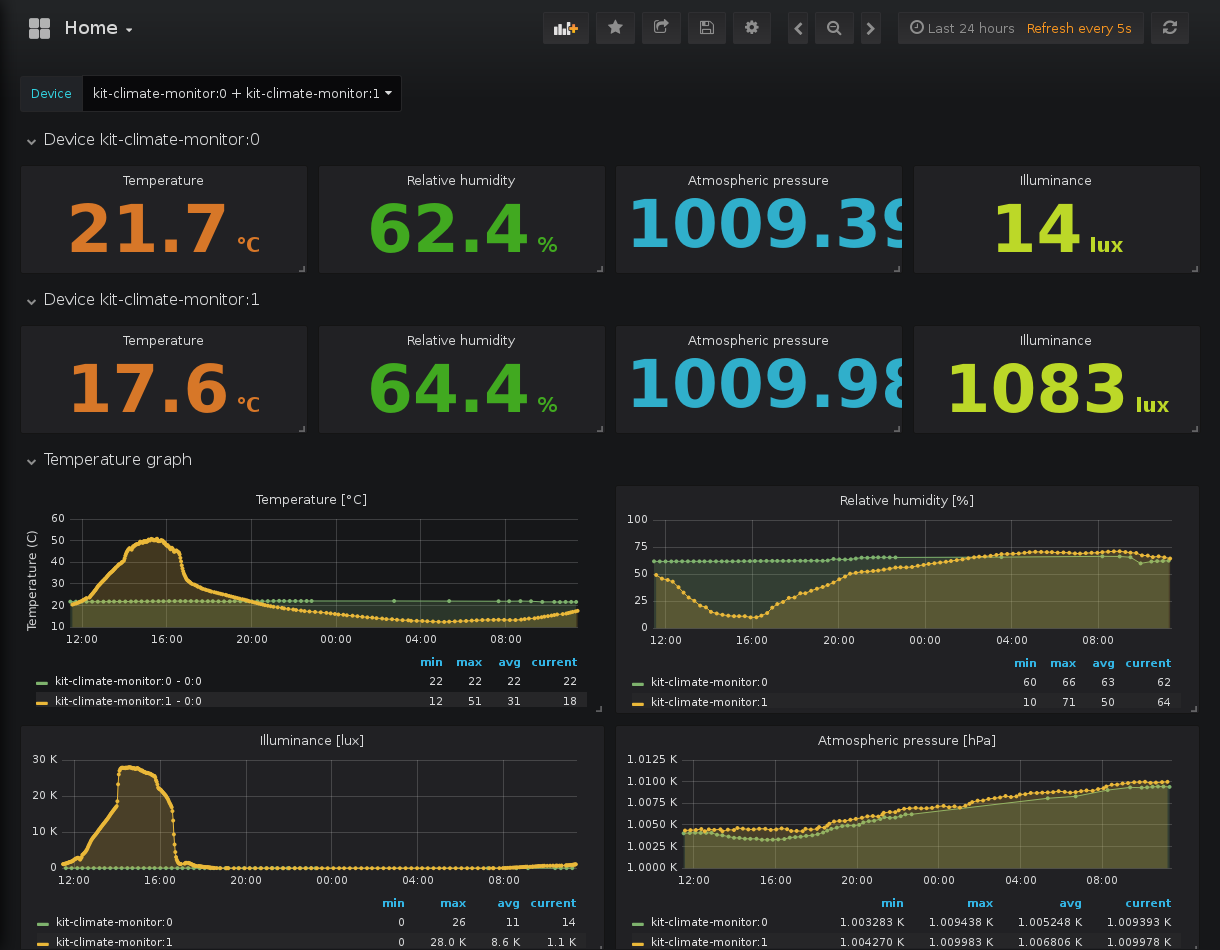 Home
Last 24 hours Refresh every 5s
Device kit-climate-monitor:0 + kit-climate-monitor:1
Device kit-climate-monitor:0
Temperature Relative humidity Atmospheric pressure Illuminance
21.7 °C 62.4 % 1009.39 14 lux
Device kit-climate-monitor:1
Temperature Relative humidity Atmospheric pressure Illuminance
17.6 °C 64.4 % 1009.98 1083 lux
Temperature graph
Temperature [°C]
Temperature (C)
60
50
40
30
20
10
12:00 16:00 20:00 00:00 04:00 08:00
min max avg current
kit-climate-monitor:0 - 0:0 22 22 22 22
kit-climate-monitor:1 - 0:0 12 51 31 18
Relative humidity [%]
100
75
50
25
0
12:00 16:00 20:00 00:00 04:00 08:00
min max avg current
kit-climate-monitor:0 60 66 63 62
kit-climate-monitor:1 10 71 50 64
Illuminance [lux]
30 K
20 K
10 K
0
12:00 16:00 20:00 00:00 04:00 08:00
min max avg current
kit-climate-monitor:0 0 26 11 14
kit-climate-monitor:1 0 28.0 K 8.6 K 1.1 K
Atmospheric pressure [hPa]
1.0125 K
1.0100 K
1.0075 K
1.0050 K
1.0025 K
1.0000 K
12:00 16:00 20:00 00:00 04:00 08:00
min max avg current
kit-climate-monitor:0 1.003283 K 1.009438 K 1.005248 K 1.009393 K
kit-climate-monitor:1 1.004270 K 1.009983 K 1.006806 K 1.009978 K